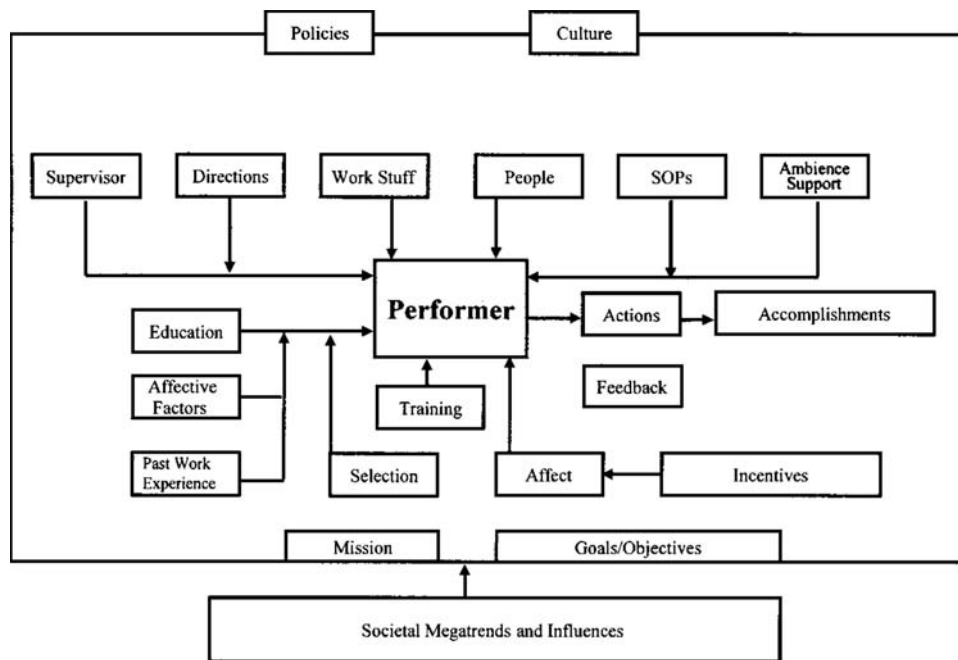 Policies
Culture
Supervisor
Directions
Work Stuff
People
SOPs
Ambience
Support
Performer
Actions
Accomplishments
Education
Feedback
Affective
Factors
Training
Past Work
Experience
Selection
Affect
Incentives
Mission
Goals/Objectives
Societal Megatrends and Influences